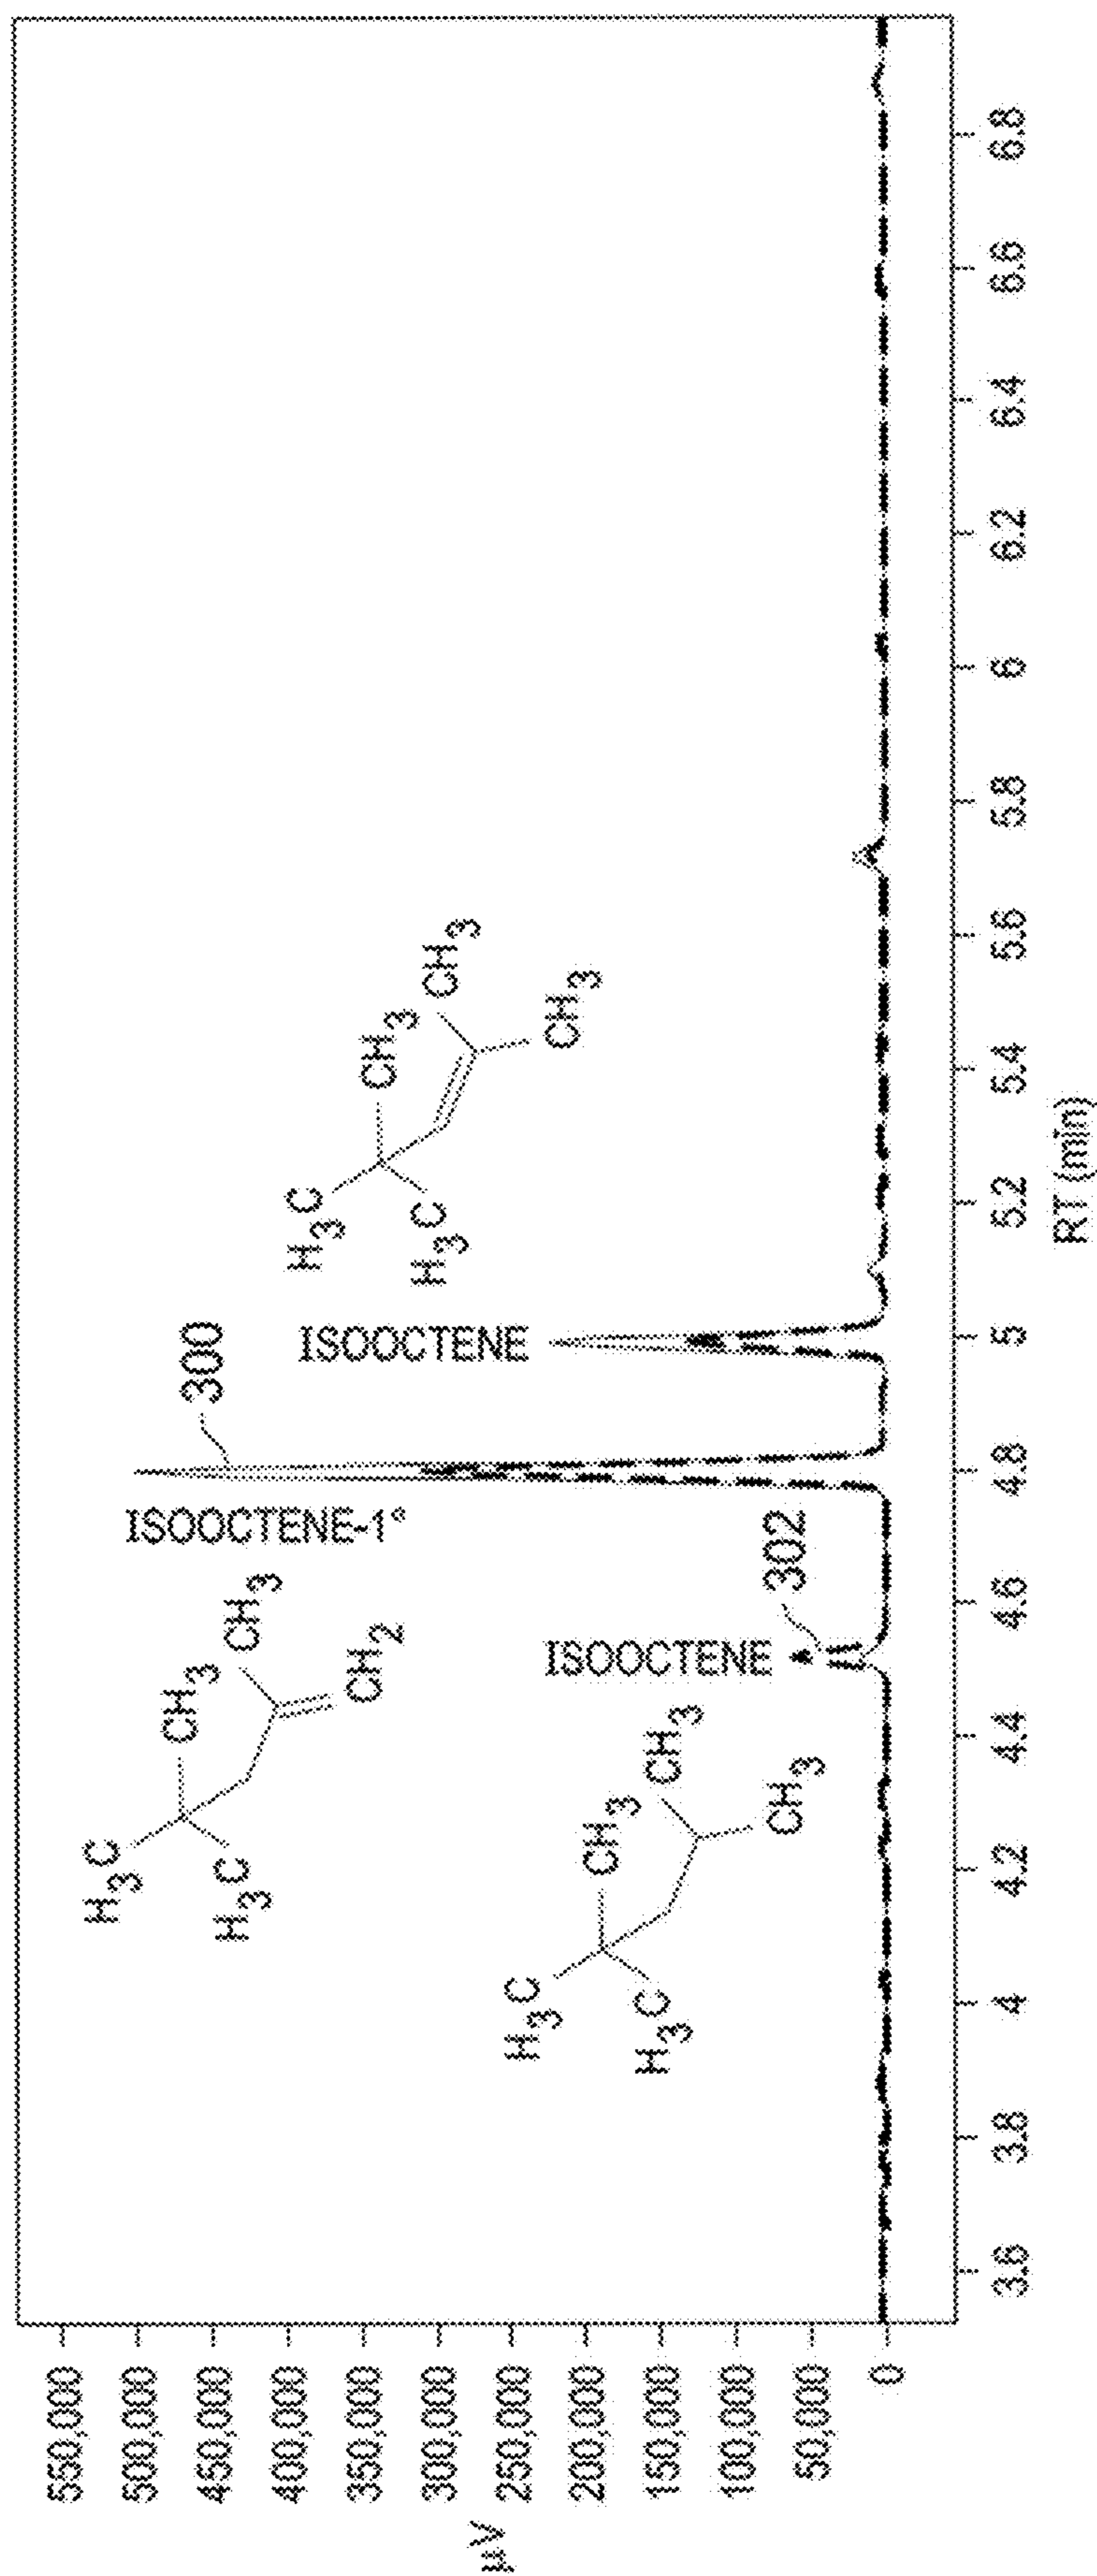 µV
550,000
500,000
450,000
400,000
350,000
300,000
250,000
200,000
150,000
100,000
50,000
0
H3C
CH3
H3C
CH3
CH2
ISOOCTENE-1°
300
H3C
CH3
H3C
CH3
CH3
ISOOCTENE
302
ISOOCTENE
H3C
CH3
H3C
CH3
CH3
3.6 3.8 4 4.2 4.4 4.6 4.8 5 5.2 5.4 5.6 5.8 6 6.2 6.4 6.6 6.8
RT (min)